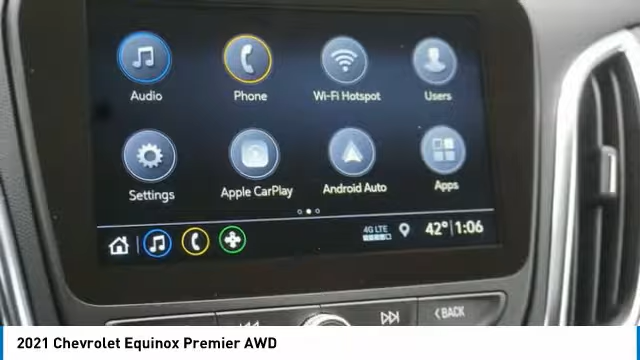 Audio Phone Wi-Fi Hotspot Users
Settings Apple CarPlay Android Auto Apps
4G LTE 42° 1:06
BACK
2021 Chevrolet Equinox Premier AWD